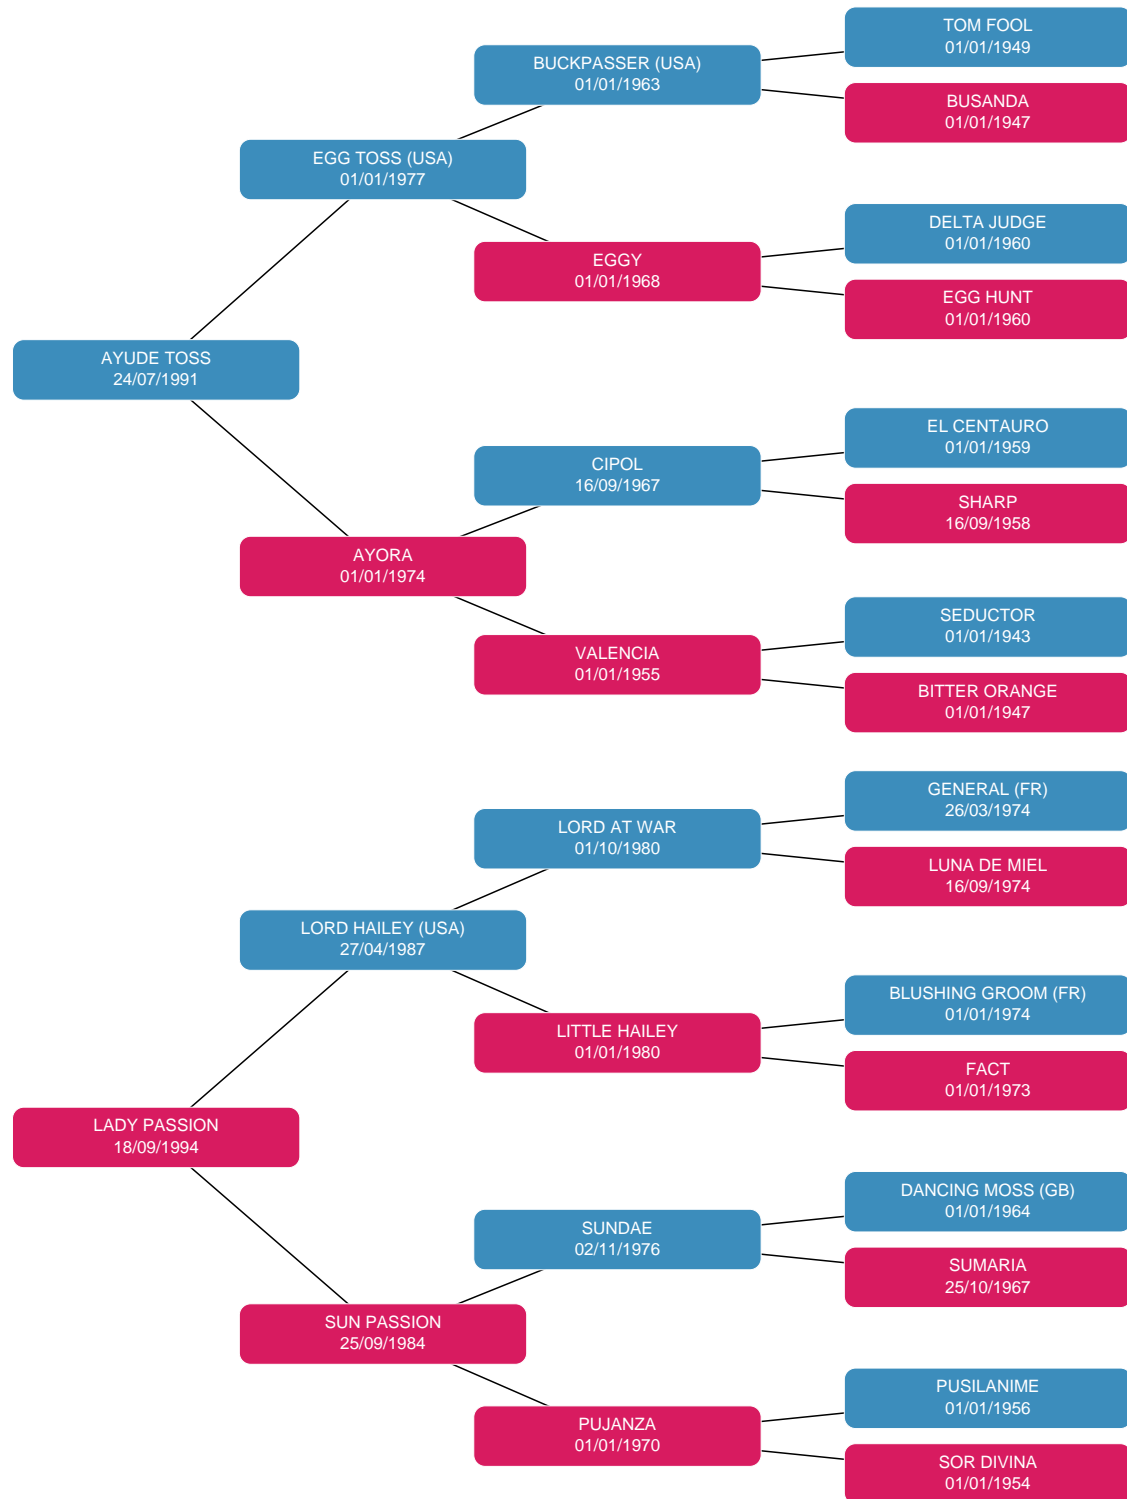 TOM FOOL
01/01/1949
BUCKPASSER (USA)
01/01/1963
BUSANDA
01/01/1947
EGG TOSS (USA)
01/01/1977
DELTA JUDGE
01/01/1960
EGGY
01/01/1968
EGG HUNT
01/01/1960
AYUDE TOSS
24/07/1991
EL CENTAURO
01/01/1959
CIPOL
16/09/1967
SHARP
16/09/1958
AYORA
01/01/1974
SEDUCTOR
01/01/1943
VALENCIA
01/01/1955
BITTER ORANGE
01/01/1947
GENERAL (FR)
26/03/1974
LORD AT WAR
01/10/1980
LUNA DE MIEL
16/09/1974
LORD HAILEY (USA)
27/04/1987
BLUSHING GROOM (FR)
01/01/1974
LITTLE HAILEY
01/01/1980
FACT
01/01/1973
LADY PASSION
18/09/1994
DANCING MOSS (GB)
01/01/1964
SUNDAE
02/11/1976
SUMARIA
25/10/1967
SUN PASSION
25/09/1984
PUSILANIME
01/01/1956
PUJANZA
01/01/1970
SOR DIVINA
01/01/1954